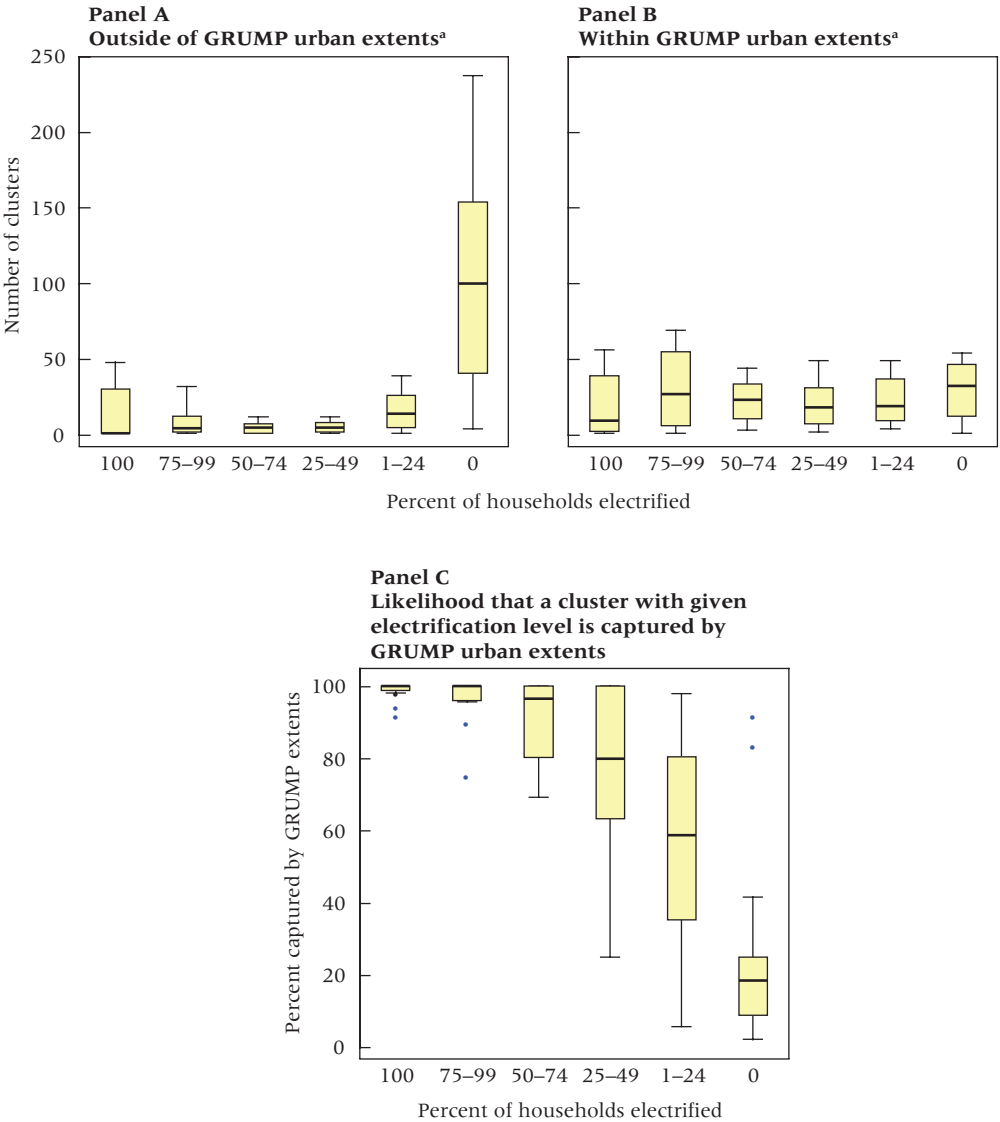 Panel A
Outside of GRUMP urban extentsᵃ
Number of clusters
250
200
150
100
50
0
100 75–99 50–74 25–49 1–24 0
Panel B
Within GRUMP urban extentsᵃ
100 75–99 50–74 25–49 1–24 0
Percent of households electrified
Panel C
Likelihood that a cluster with given
electrification level is captured by
GRUMP urban extents
Percent captured by GRUMP extents
100
80
60
40
20
0
100 75–99 50–74 25–49 1–24 0
Percent of households electrified